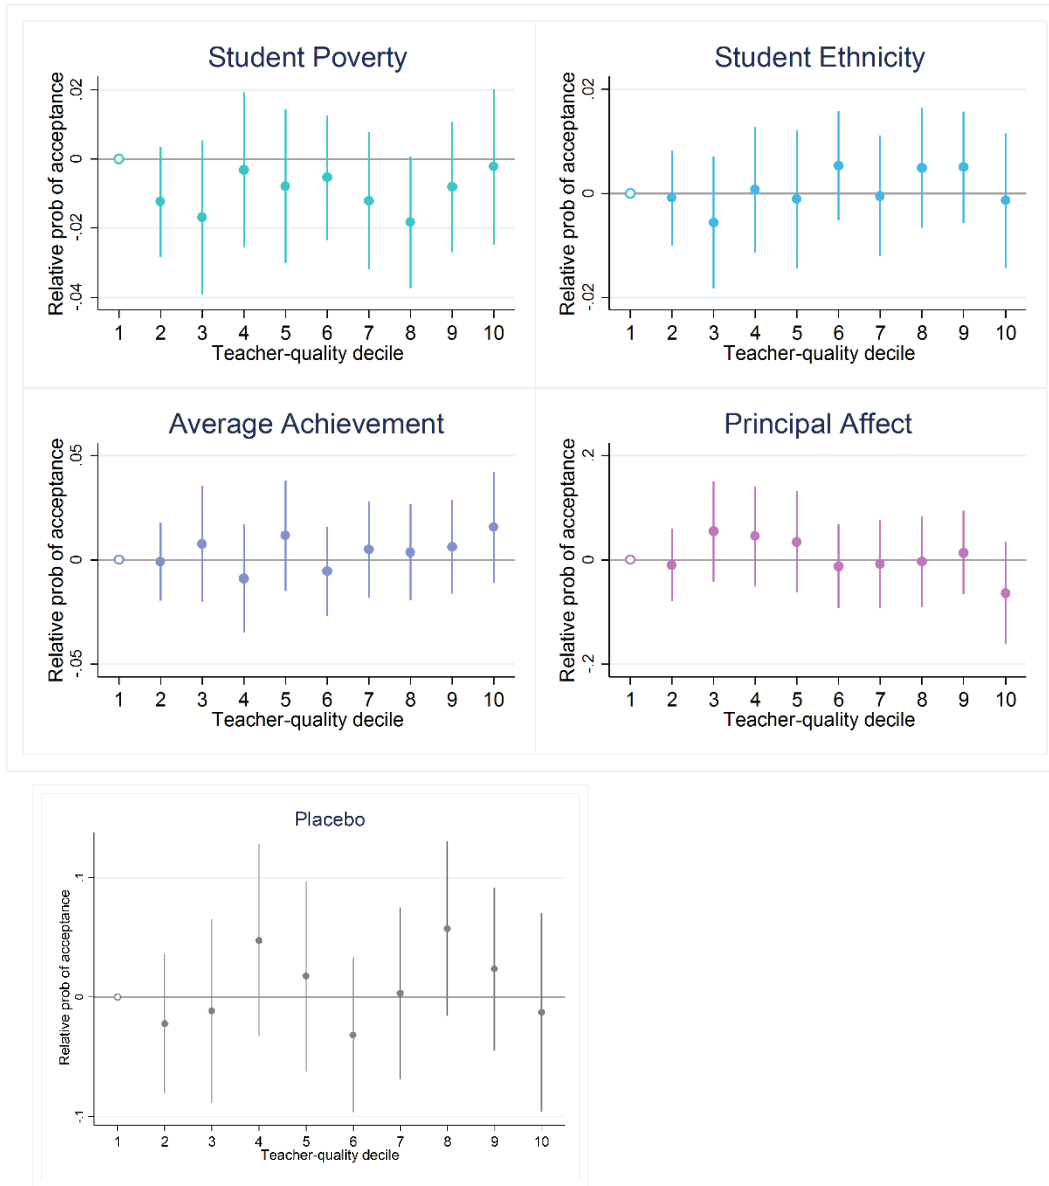 Student Poverty
Relative prob of acceptance
.02
0
-.02
-.04
1 2 3 4 5 6 7 8 9 10
Teacher-quality decile
Student Ethnicity
Relative prob of acceptance
.02
0
-.02
1 2 3 4 5 6 7 8 9 10
Teacher-quality decile
Average Achievement
Relative prob of acceptance
.05
0
-.05
1 2 3 4 5 6 7 8 9 10
Teacher-quality decile
Principal Affect
Relative prob of acceptance
.2
0
-.2
1 2 3 4 5 6 7 8 9 10
Teacher-quality decile
Placebo
Relative prob of acceptance
.1
0
-.1
1 2 3 4 5 6 7 8 9 10
Teacher-quality decile